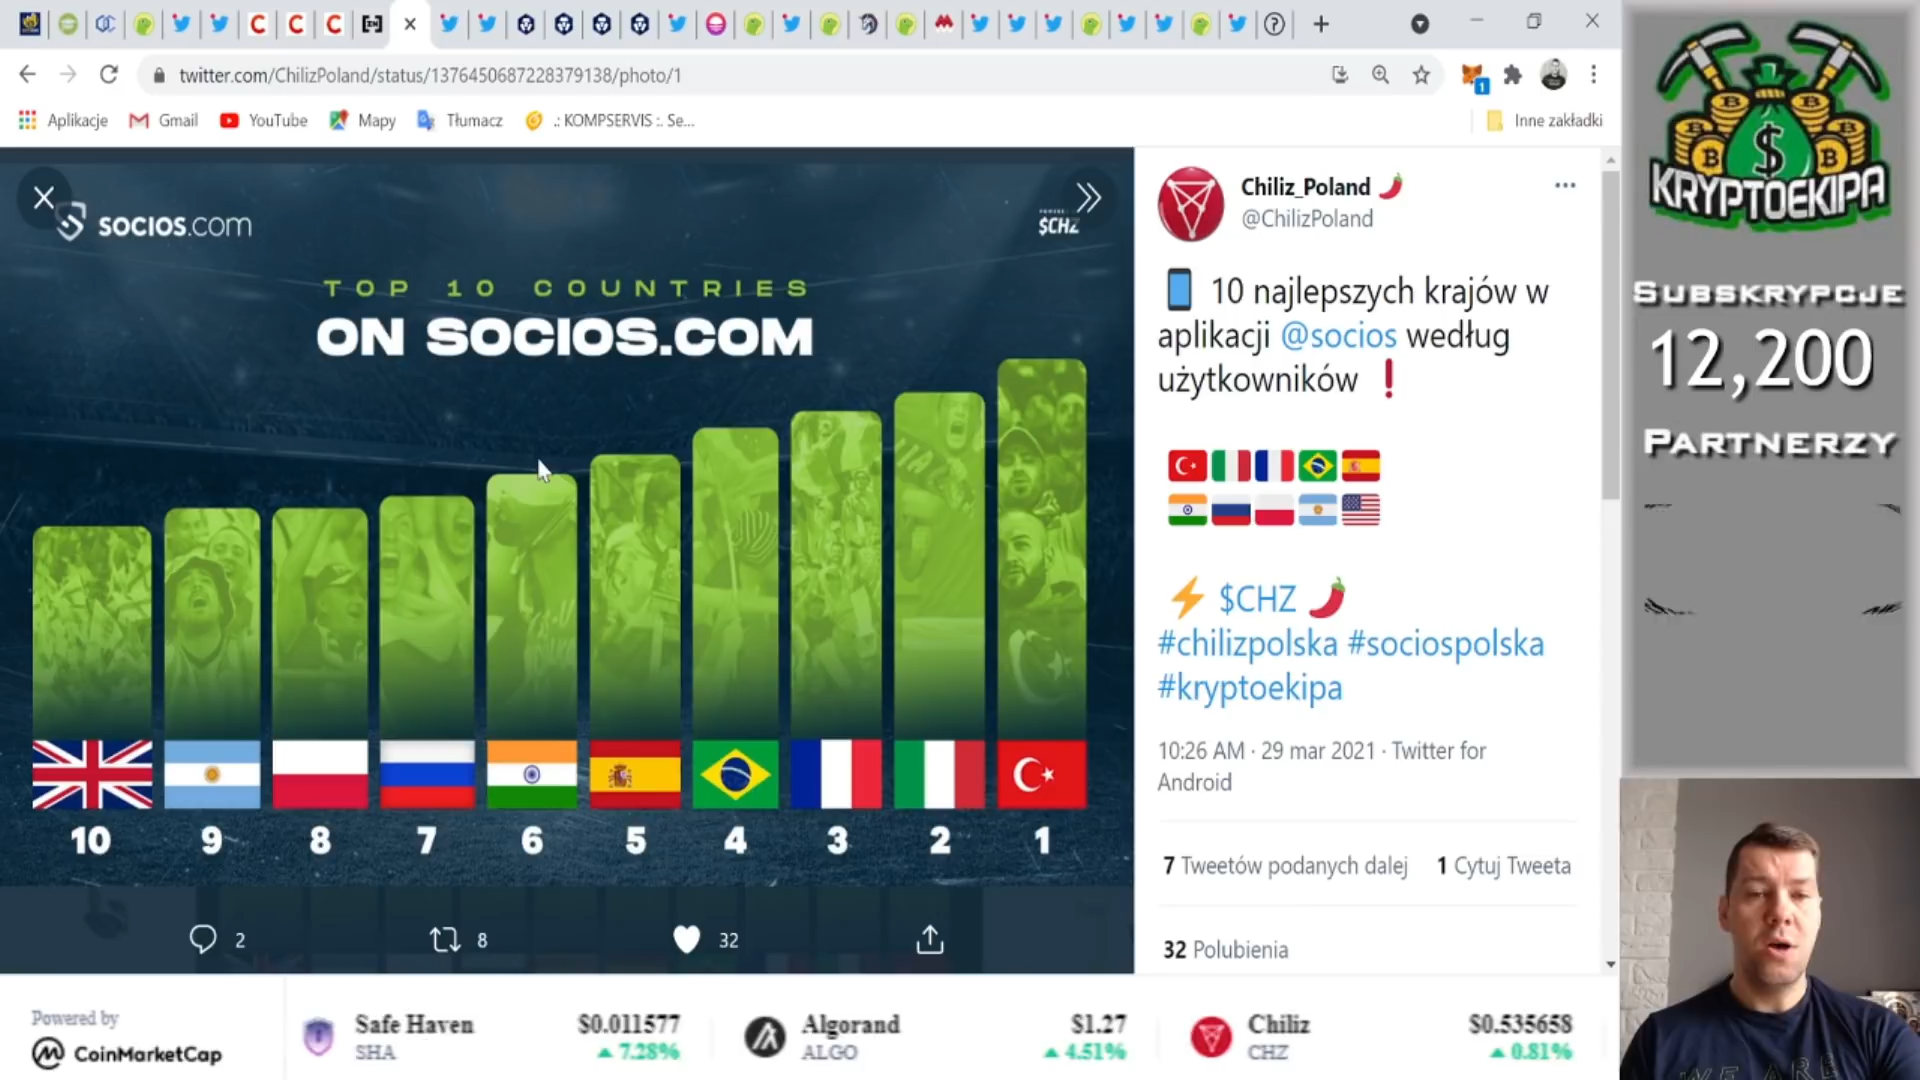 twitter.com/ChilizPoland/status/1376450687228379138/photo/1
1
Aplikacje
Gmail
YouTube
Mapy
Tłumacz
.: KOMPSERVIS :. Se...
Inne zakładki
socios.com
POWERED BY
$CHZ
TOP 10 COUNTRIES
ON SOCIOS.COM
10
9
8
7
6
5
4
3
2
1
2
8
32
Chiliz_Poland
@ChilizPoland
10 najlepszych krajów w
aplikacji @socios według
użytkowników
$CHZ
#chilizpolska #sociospolska
#kryptoekipa
10:26 AM · 29 mar 2021 · Twitter for
Android
7 Tweetów podanych dalej 1 Cytuj Tweeta
32 Polubienia
KRYPTOEKIPA
SUBSKRYPCJE
12,200
PARTNERZY
Powered by
CoinMarketCap
Safe Haven $0.011577
SHA 7.28%
Algorand $1.27
ALGO 4.51%
Chiliz $0.535658
CHZ 0.81%
WE ARE